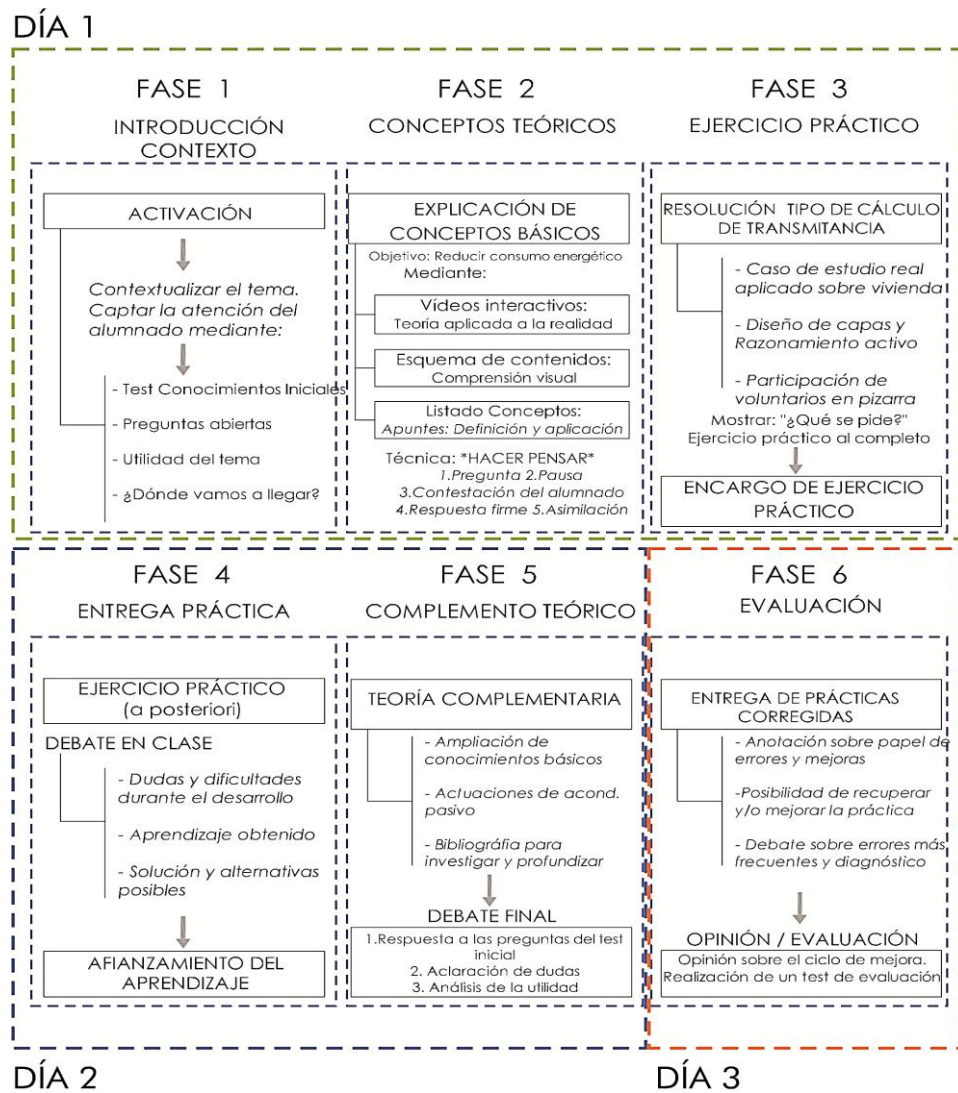 DÍA 1
FASE 1
INTRODUCCIÓN
CONTEXTO
ACTIVACIÓN
Contextualizar el tema.
Captar la atención del
alumnado mediante:
- Test Conocimientos Iniciales
- Preguntas abiertas
- Utilidad del tema
- ¿Dónde vamos a llegar?
FASE 2
CONCEPTOS TEÓRICOS
EXPLICACIÓN DE
CONCEPTOS BÁSICOS
Objetivo: Reducir consumo energético
Mediante:
Vídeos interactivos:
Teoría aplicada a la realidad
Esquema de contenidos:
Comprensión visual
Listado Conceptos:
Apuntes: Definición y aplicación
Técnica: *HACER PENSAR*
1.Pregunta 2.Pausa
3.Contestación del alumnado
4.Respuesta firme 5.Asimilación
FASE 3
EJERCICIO PRÁCTICO
RESOLUCIÓN TIPO DE CÁLCULO
DE TRANSMITANCIA
- Caso de estudio real
aplicado sobre vivienda
- Diseño de capas y
Razonamiento activo
- Participación de
voluntarios en pizarra
Mostrar: "¿Qué se pide?"
Ejercicio práctico al completo
ENCARGO DE EJERCICIO
PRÁCTICO
FASE 4
ENTREGA PRÁCTICA
EJERCICIO PRÁCTICO
(a posteriori)
DEBATE EN CLASE
- Dudas y dificultades
durante el desarrollo
- Aprendizaje obtenido
- Solución y alternativas
posibles
AFIANZAMIENTO DEL
APRENDIZAJE
FASE 5
COMPLEMENTO TEÓRICO
TEORÍA COMPLEMENTARIA
- Ampliación de
conocimientos básicos
- Actuaciones de acond.
pasivo
- Bibliográfia para
investigar y profundizar
DEBATE FINAL
1.Respuesta a las preguntas del test
inicial
2. Aclaración de dudas
3. Análisis de la utilidad
FASE 6
EVALUACIÓN
ENTREGA DE PRÁCTICAS
CORREGIDAS
- Anotación sobre papel de
errores y mejoras
-Posibilidad de recuperar
y/o mejorar la práctica
- Debate sobre errores más
frecuentes y diagnóstico
OPINIÓN / EVALUACIÓN
Opinión sobre el ciclo de mejora.
Realización de un test de evaluación
DÍA 2
DÍA 3